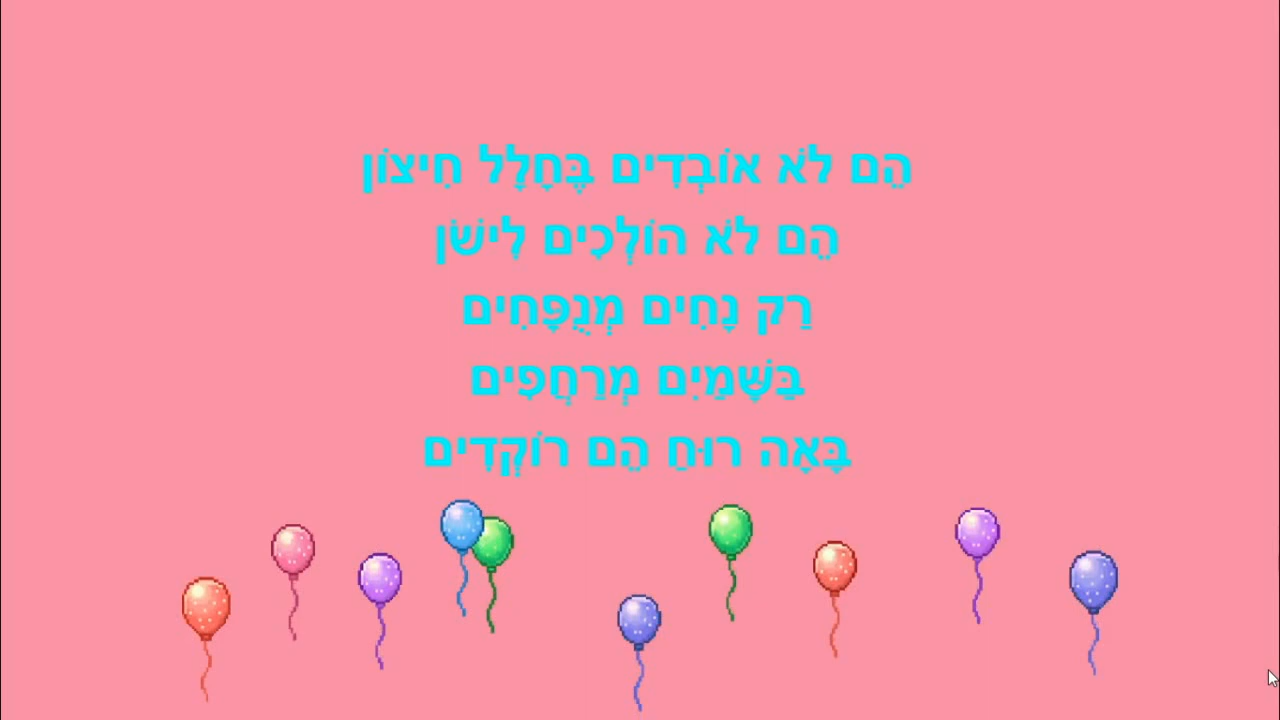 הֵם לֹא אוֹבְדִים בֶּחָלָל חִיצוֹן
הֵם לֹא הוֹלְכִים לִישֹׁן
רַק נָחִים מְנֻפָּחִים
בַּשָּׁמַיִם מְרַחֲפִים
בָּאָה רוּחַ הֵם רוֹקְדִים